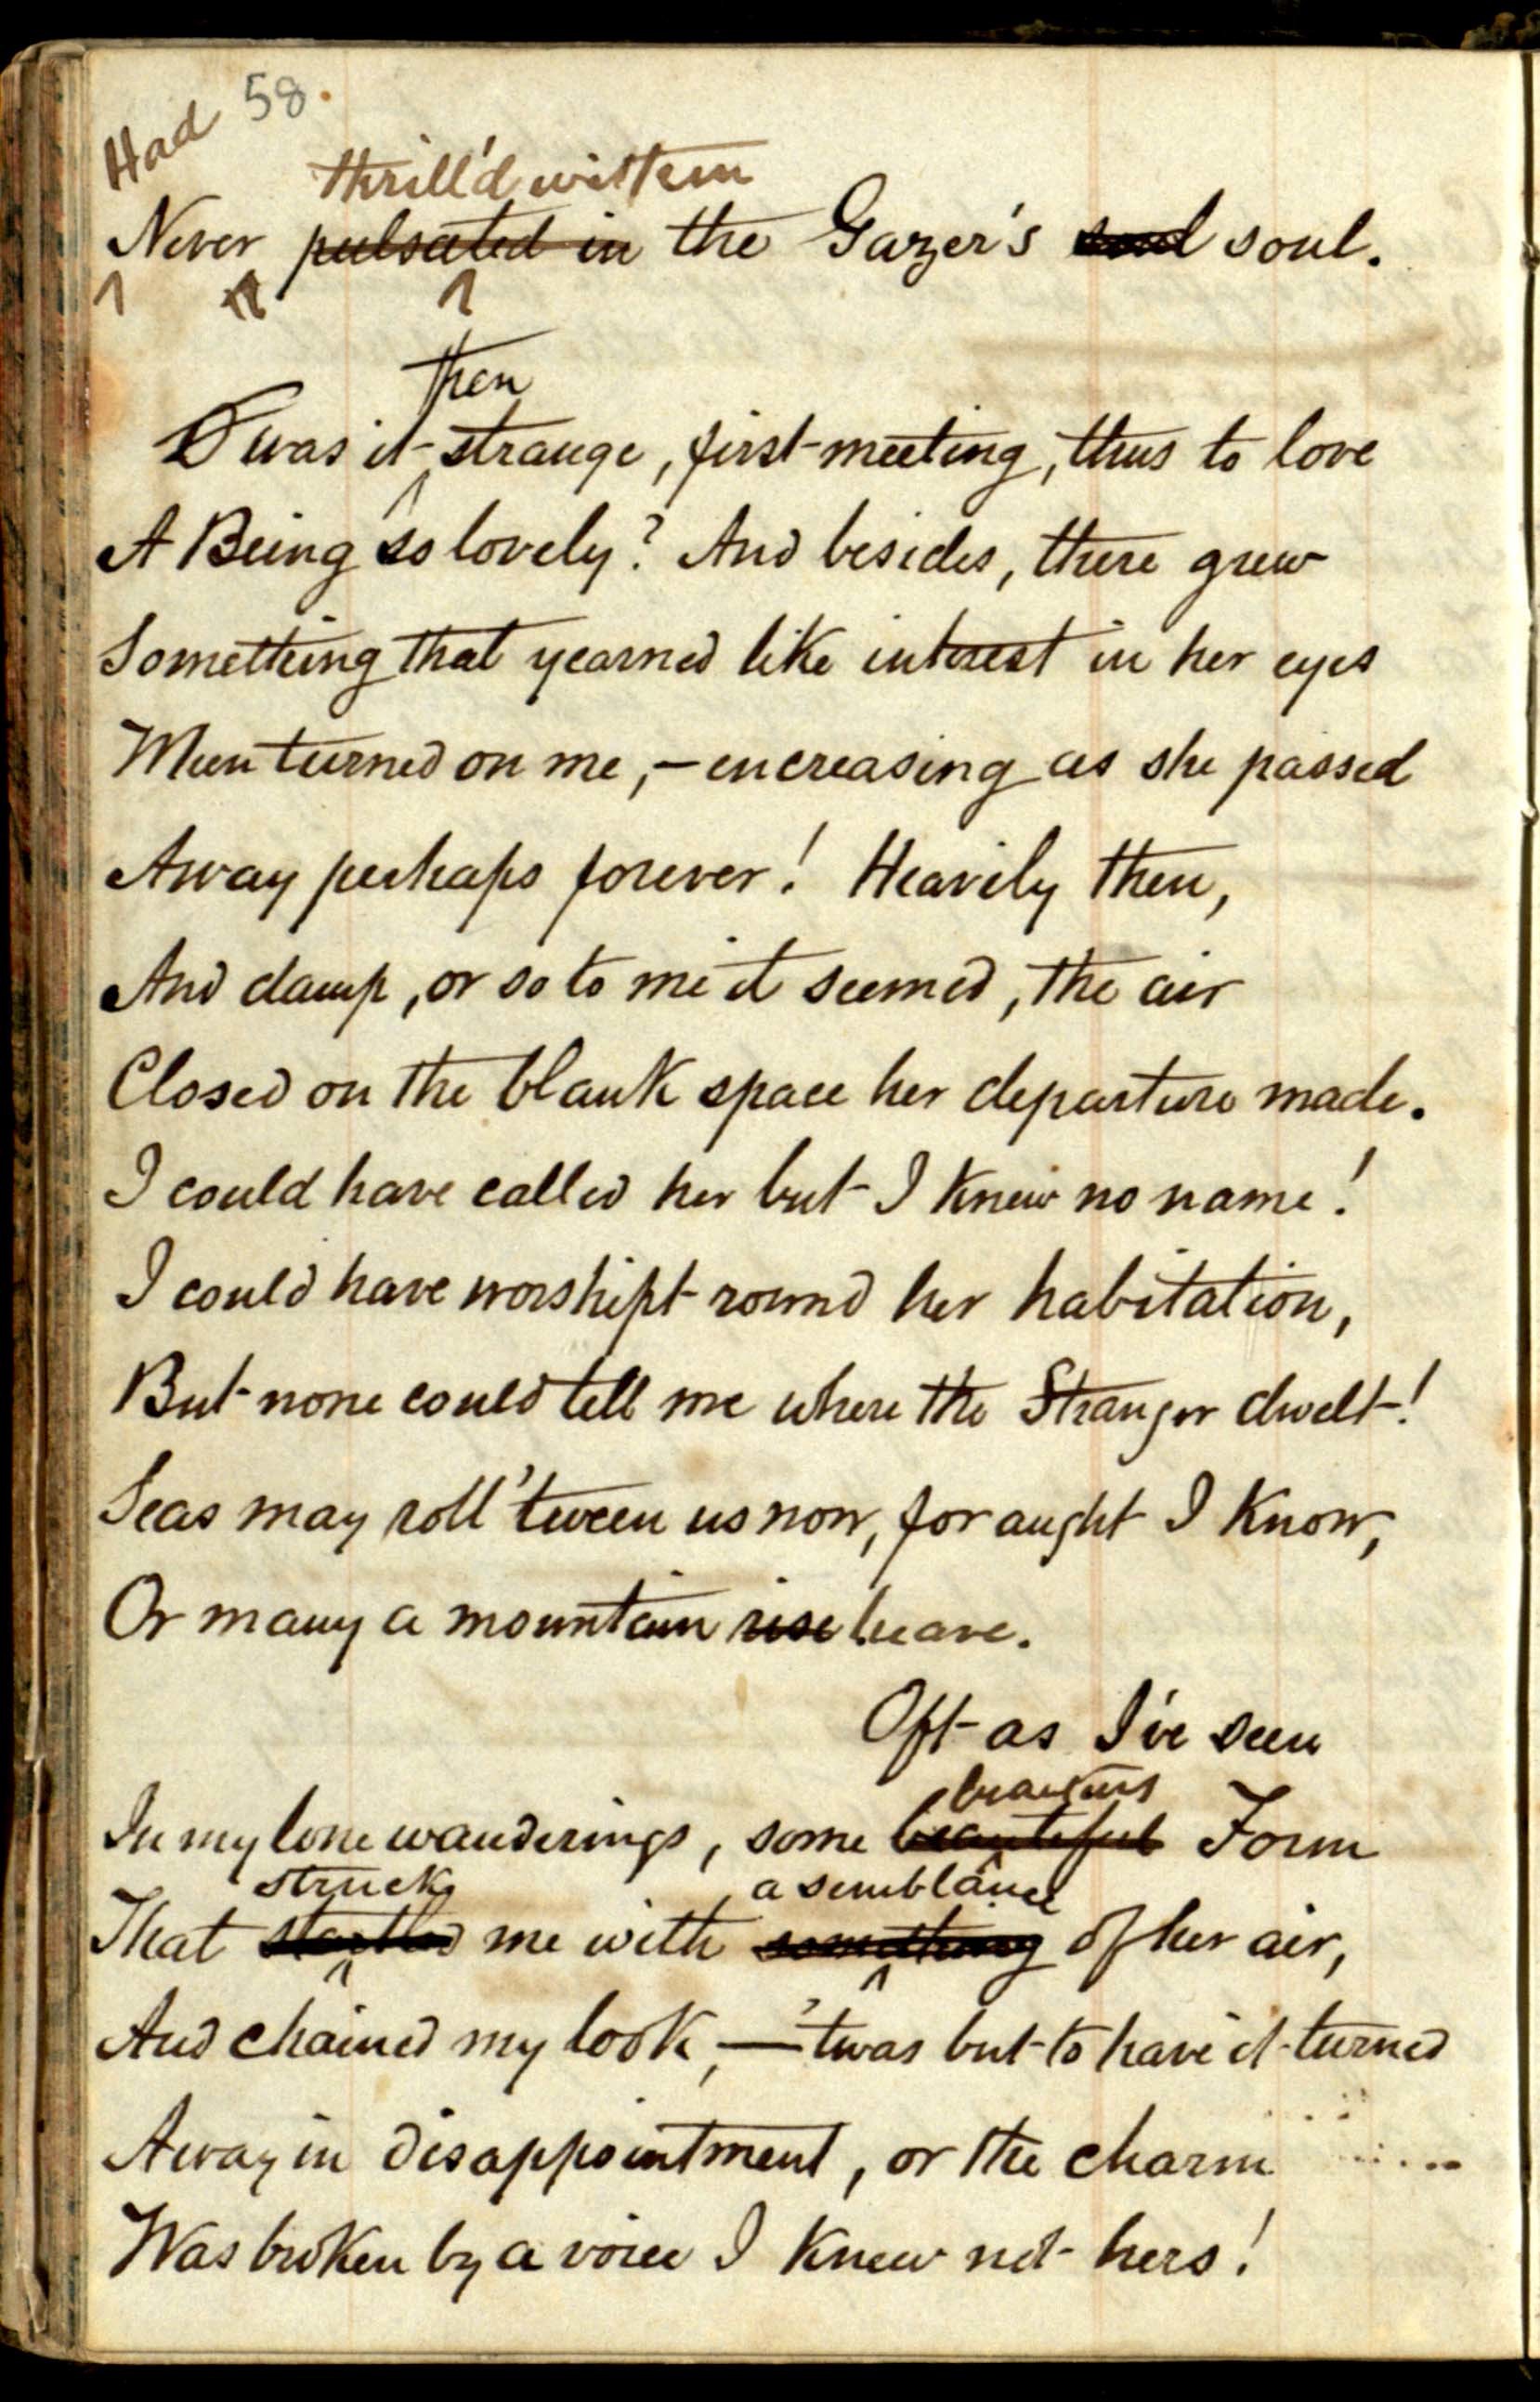 58.
Had
thrill'd within
Never pulsated in the Gazer's soul soul.
then
O was it strange, first-meeting, thus to love
A Being so lovely? And besides, there grew
Something that yearned like interest in her eyes
When turned on me, — encreasing as she passed
Away perhaps forever! Heavily then,
And damp, or so to me it seemed, the air
Closed on the blank space her departure made.
I could have called her but I knew no name!
I could have worshipt round her habitation,
But none could tell me where the Stranger dwelt!
Seas may roll 'tween us now, for aught I know,
Or many a mountain rise heave.
Oft as I've seen
beauteous
In my lone wanderings, some beautiful Form
struck a semblance
That startled me with something of her air,
And chained my look, — 'twas but to have it turned
Away in disappointment, or the charm
Was broken by a voice I knew not hers!